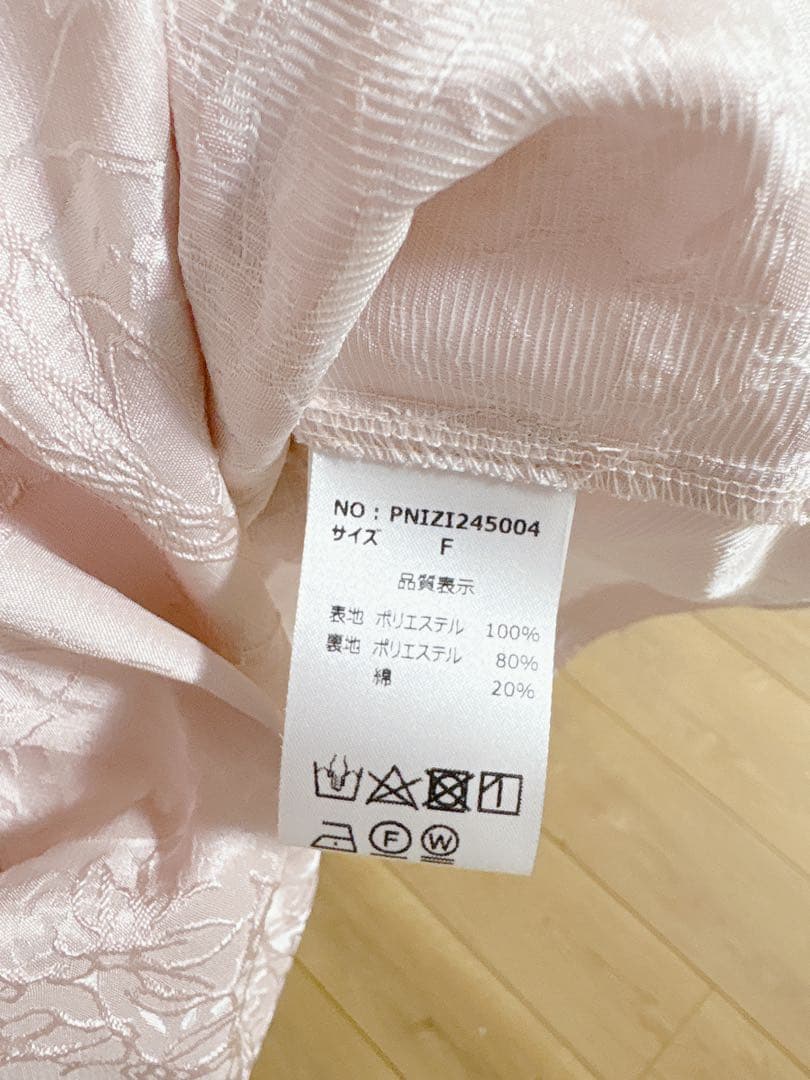 NO : PNIZI245004
サイズ F
品質表示
表地 ポリエステル 100%
裏地 ポリエステル 80%
綿 20%
F W